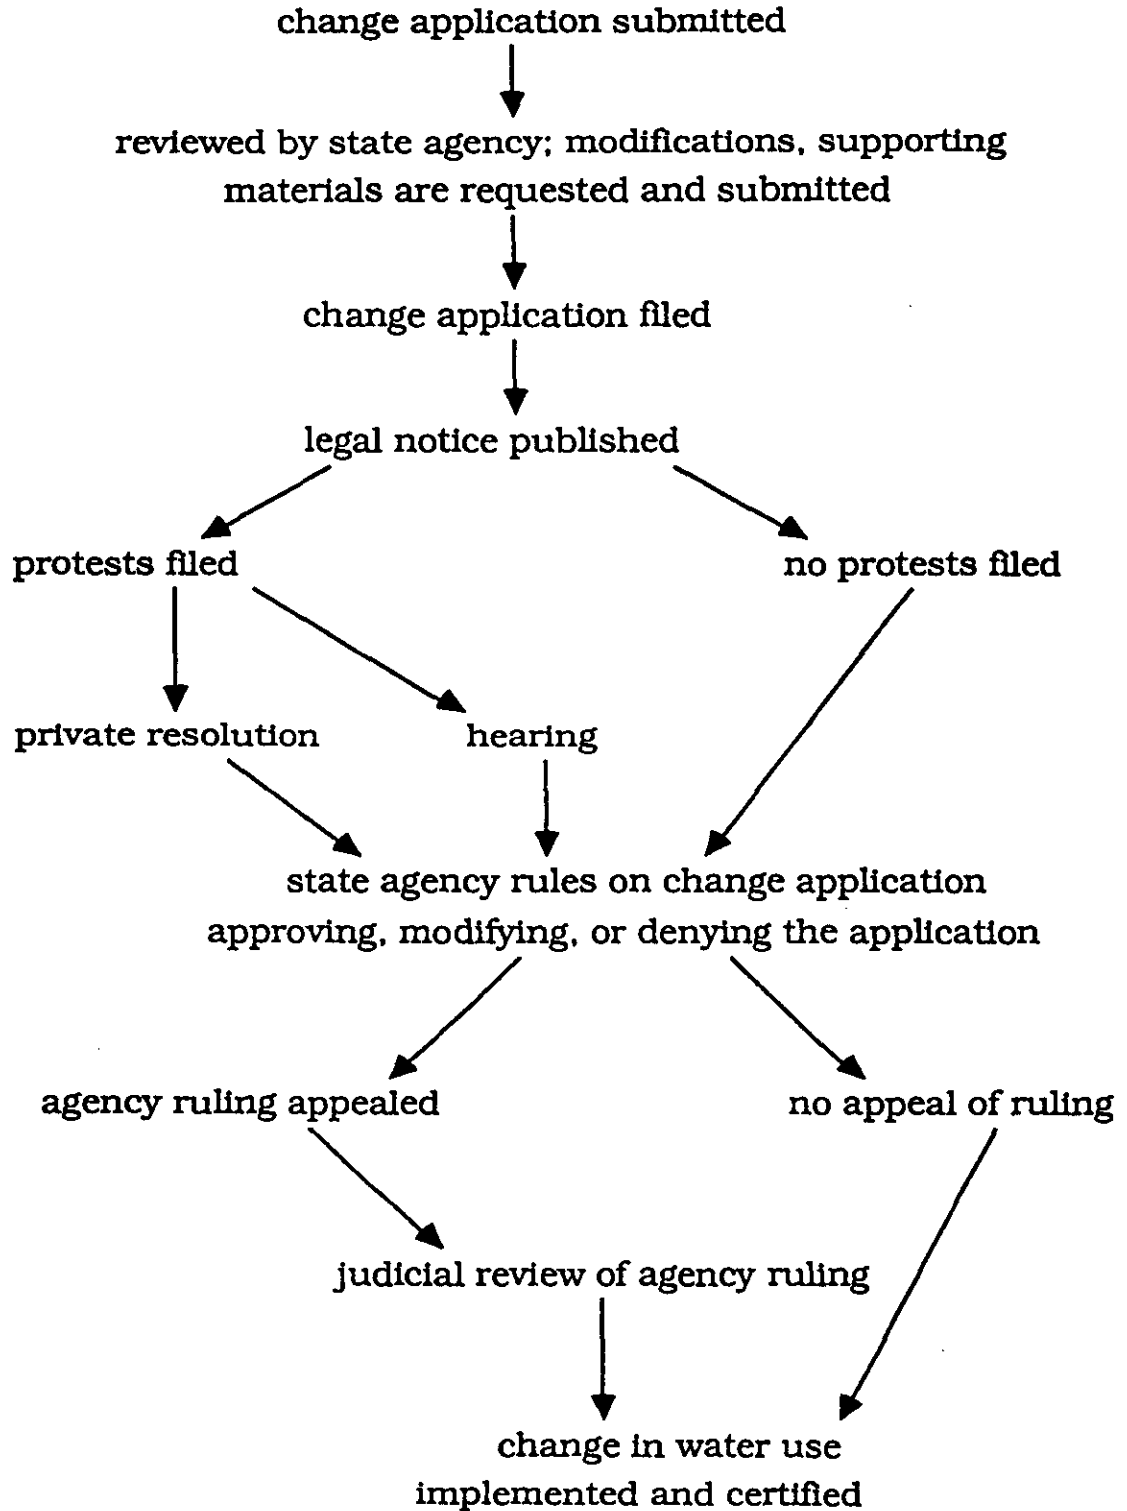 change application submitted
reviewed by state agency; modifications, supporting
materials are requested and submitted
change application filed
legal notice published
protests filed
no protests filed
private resolution
hearing
state agency rules on change application
approving, modifying, or denying the application
agency ruling appealed
no appeal of ruling
judicial review of agency ruling
change in water use
implemented and certified